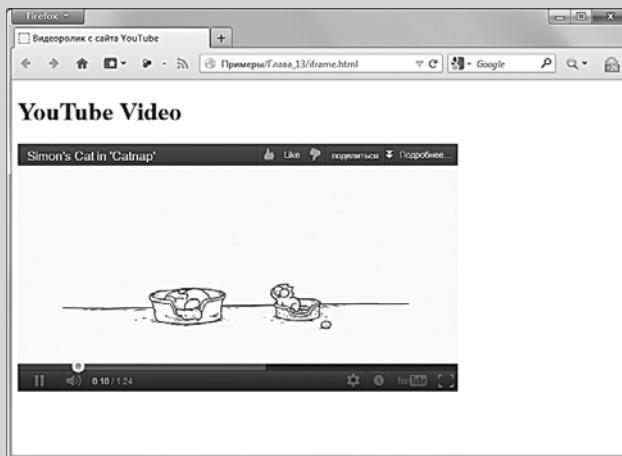 Firefox
Видеоролик с сайта YouTube
Примеры/Глава_13/iframe.html
Google
YouTube Video
Simon's Cat in 'Catnap'
Like
поделиться
Подробнее...
0:10 / 1:24
YouTube